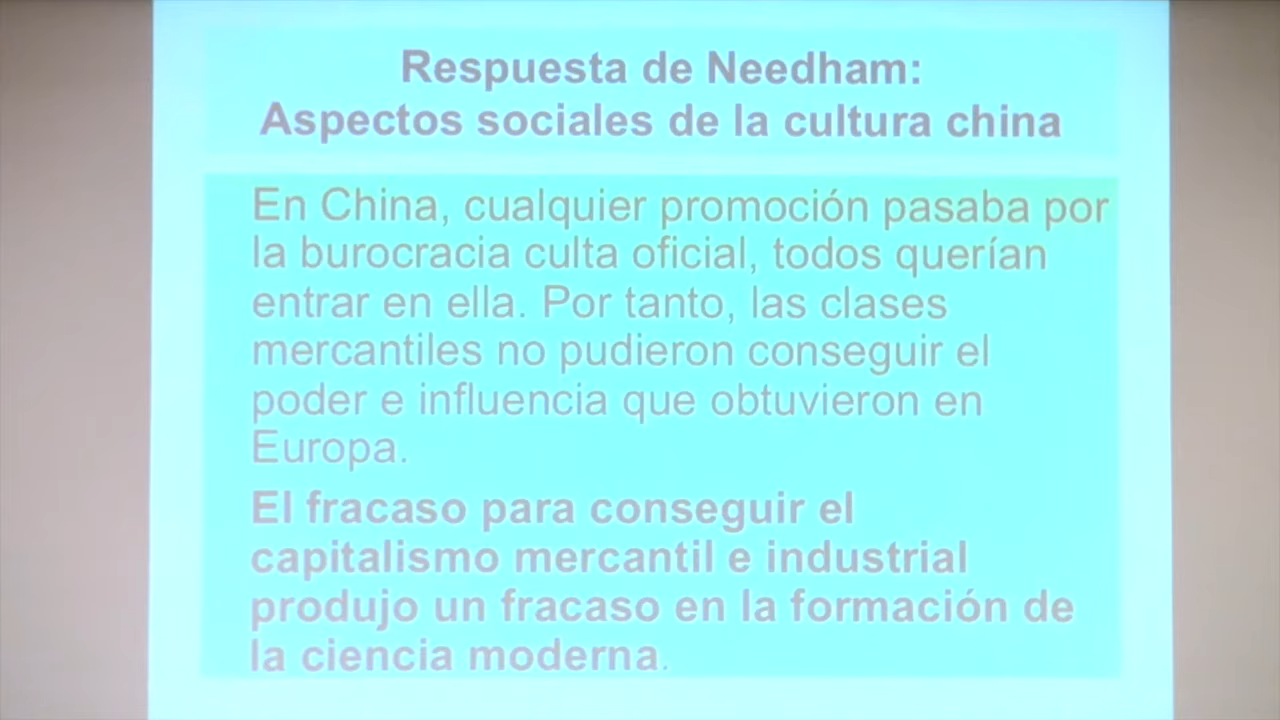 Respuesta de Needham:
Aspectos sociales de la cultura china
En China, cualquier promoción pasaba por
la burocracia culta oficial, todos querían
entrar en ella. Por tanto, las clases
mercantiles no pudieron conseguir el
poder e influencia que obtuvieron en
Europa.
El fracaso para conseguir el
capitalismo mercantil e industrial
produjo un fracaso en la formación de
la ciencia moderna.